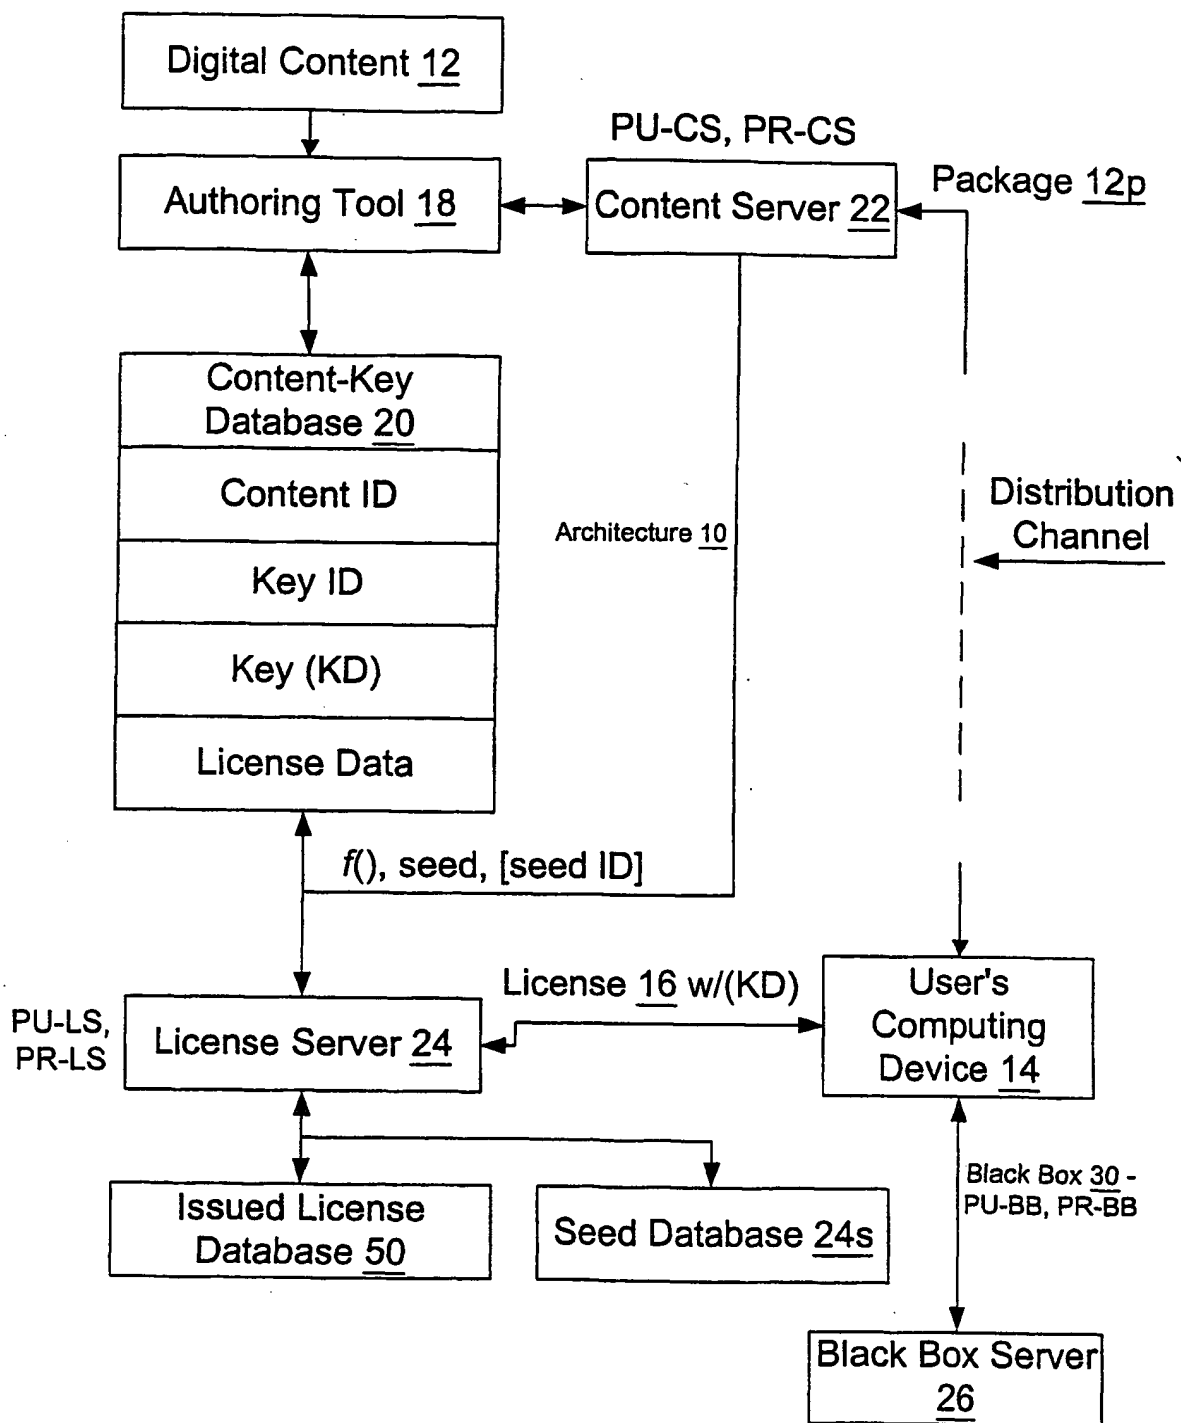 Digital Content 12
PU-CS, PR-CS
Authoring Tool 18
Content Server 22
Package 12p
Content-Key
Database 20
Content ID
Key ID
Key (KD)
License Data
Architecture 10
Distribution
Channel
f(), seed, [seed ID]
License 16 w/(KD)
User's
Computing
Device 14
PU-LS,
PR-LS
License Server 24
Issued License
Database 50
Seed Database 24s
Black Box 30 -
PU-BB, PR-BB
Black Box Server
26